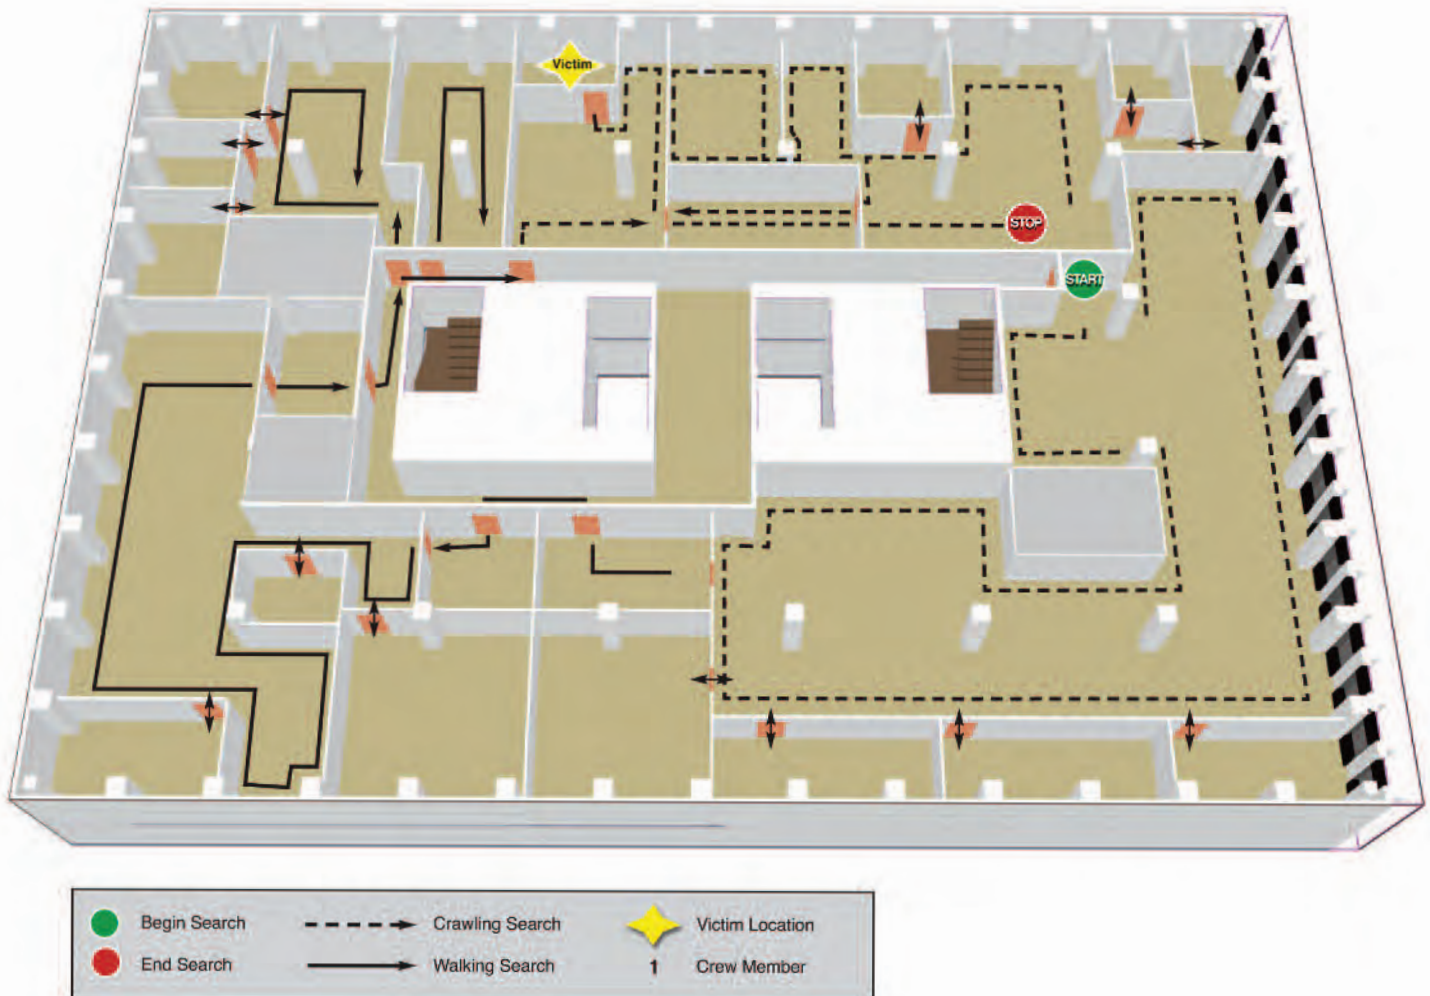 Victim
STOP
START
Begin Search
Crawling Search
Victim Location
End Search
Walking Search
1 Crew Member